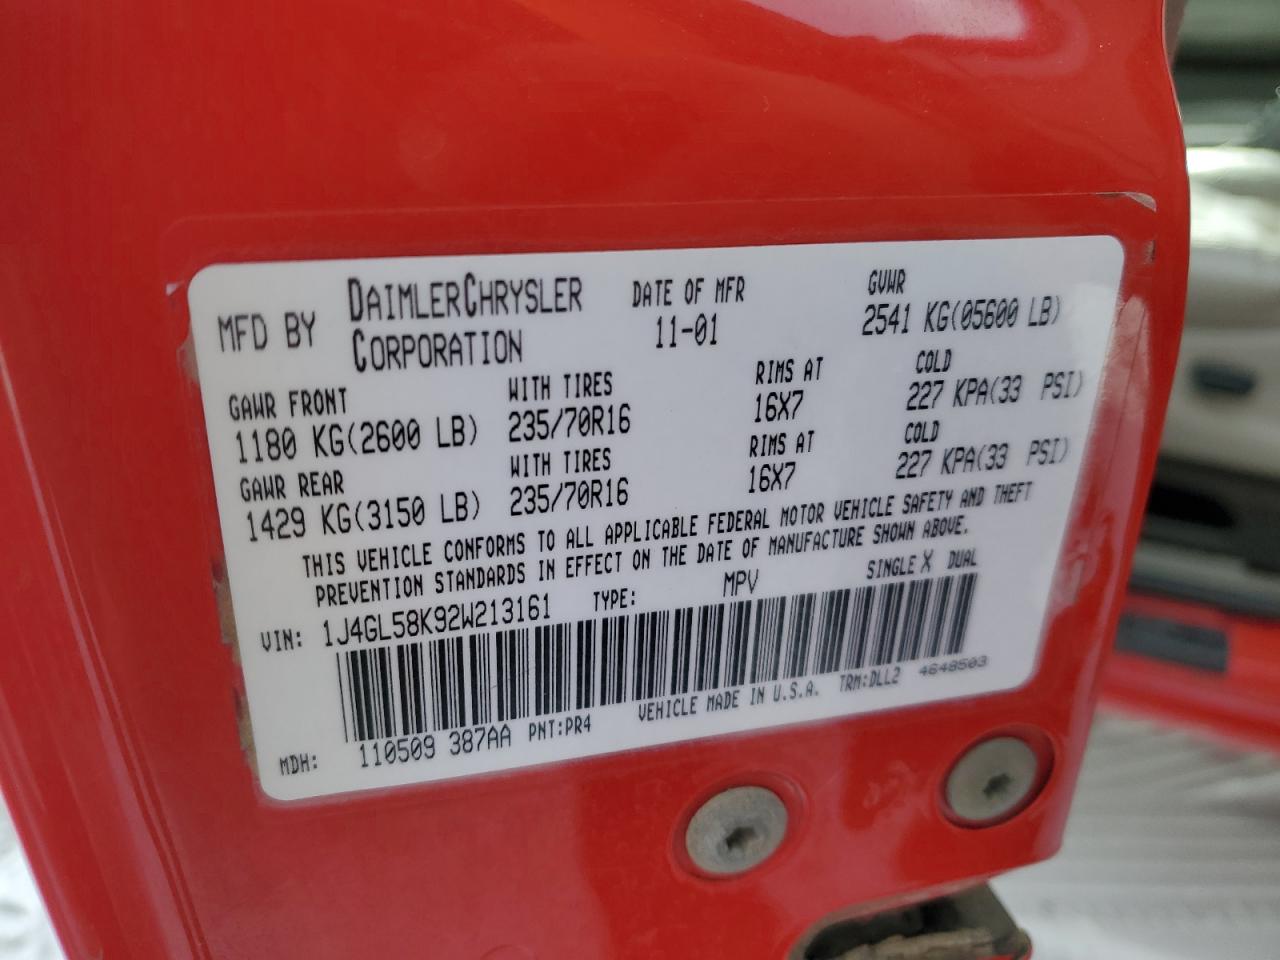 MFD BY DAIMLERCHRYSLER CORPORATION DATE OF MFR 11-01 GVWR 2541 KG(05600 LB)
GAWR FRONT WITH TIRES RIMS AT COLD
1180 KG(2600 LB) 235/70R16 16X7 227 KPA(33 PSI)
GAWR REAR WITH TIRES RIMS AT COLD
1429 KG(3150 LB) 235/70R16 16X7 227 KPA(33 PSI)
THIS VEHICLE CONFORMS TO ALL APPLICABLE FEDERAL MOTOR VEHICLE SAFETY AND THEFT
PREVENTION STANDARDS IN EFFECT ON THE DATE OF MANUFACTURE SHOWN ABOVE.
VIN: 1J4GL58K92W213161 TYPE: MPV SINGLE X DUAL
MDH: 110509 387AA PNT:PR4 VEHICLE MADE IN U.S.A. TRM:DLL2 4648503